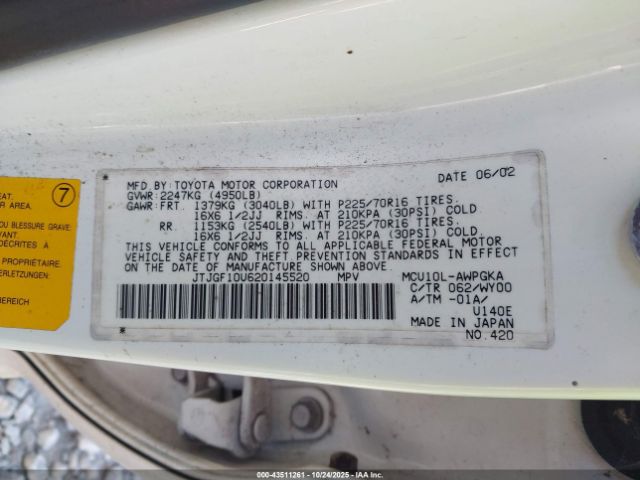 7
EAT.
R AREA.
OU BLESSURE GRAVE:
VANT.
DÉCRITES À
PROPRIÉTAIRE.
BEREICH
MFD. BY: TOYOTA MOTOR CORPORATION DATE 06/02
GVWR: 2247KG (4950LB)
GAWR: FRT. 1379KG (3040LB) WITH P225/70R16 TIRES.
16X6 1/2JJ RIMS. AT 210KPA (30PSI) COLD
RR. 1153KG (2540LB) WITH P225/70R16 TIRES.
16X6 1/2JJ RIMS. AT 210KPA (30PSI) COLD
THIS VEHICLE CONFORMS TO ALL APPLICABLE FEDERAL MOTOR
VEHICLE SAFETY AND THEFT PREVENTION STANDARDS IN EFFECT
ON THE DATE OF MANUFACTURE SHOWN ABOVE.
JTJGF10U620145520 MPV MCU10L-AWPGKA
C/TR 062/WY00
A/TM -01A/
U140E
MADE IN JAPAN
NO. 420
000-43511261 - 10/24/2025 - IAAI.COM